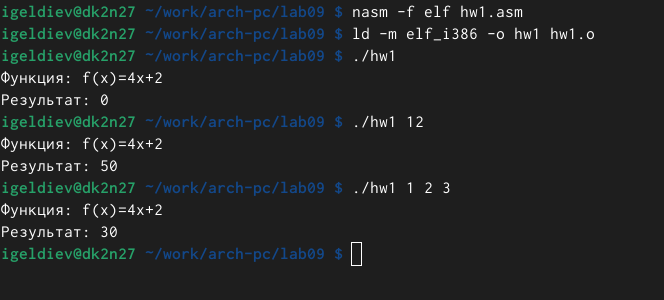 igeldiev@dk2n27 ~/work/arch-pc/lab09 $ nasm -f elf hw1.asm
igeldiev@dk2n27 ~/work/arch-pc/lab09 $ ld -m elf_i386 -o hw1 hw1.o
igeldiev@dk2n27 ~/work/arch-pc/lab09 $ ./hw1
Функция: f(x)=4x+2
Результат: 0
igeldiev@dk2n27 ~/work/arch-pc/lab09 $ ./hw1 12
Функция: f(x)=4x+2
Результат: 50
igeldiev@dk2n27 ~/work/arch-pc/lab09 $ ./hw1 1 2 3
Функция: f(x)=4x+2
Результат: 30
igeldiev@dk2n27 ~/work/arch-pc/lab09 $